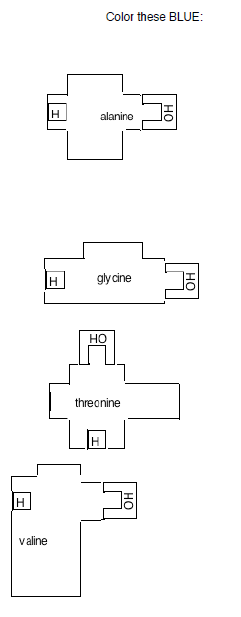 Color these BLUE:
H alanine HO
glycine
H HO
HO
threonine
H
H HO
valine